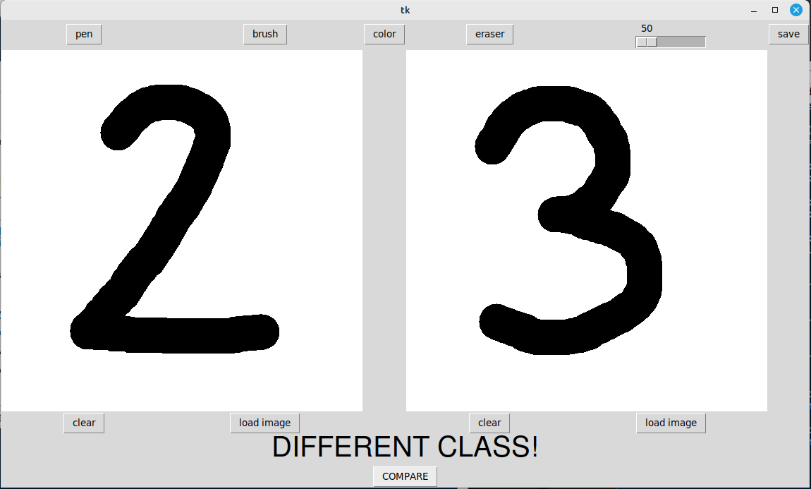 tk
pen brush color eraser 50 save
2 3
clear load image clear load image
DIFFERENT CLASS!
COMPARE